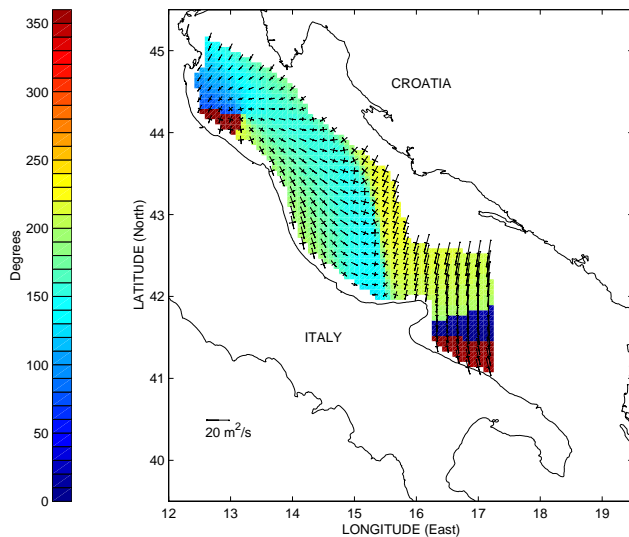 350
300
250
200
150
100
50
0
Degrees
45
44
43
42
41
40
LATITUDE (North)
CROATIA
ITALY
20 m²/s
12 13 14 15 16 17 18 19
LONGITUDE (East)